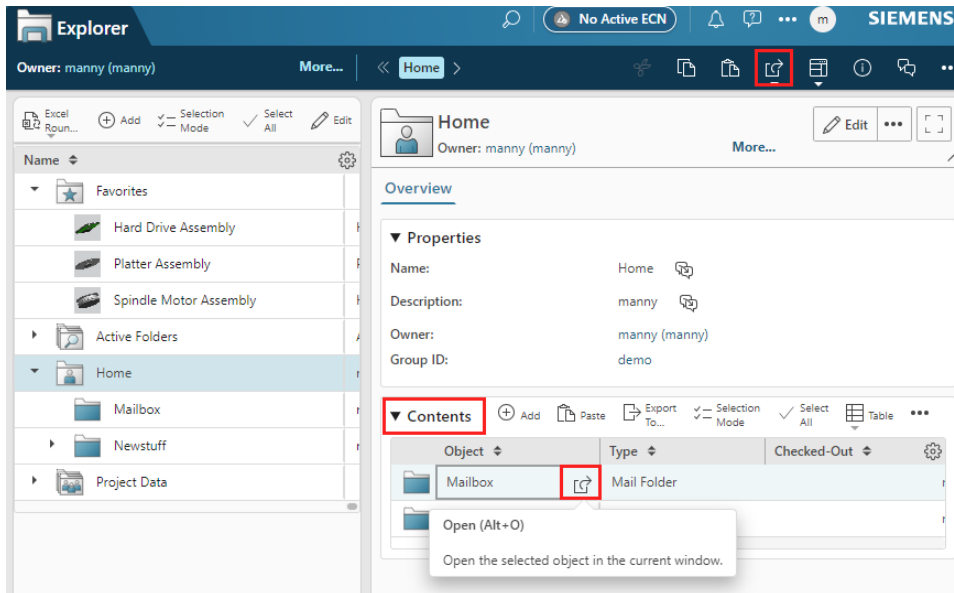 Explorer
No Active ECN
m
SIEMENS
Owner: manny (manny)
More...
Home
Excel Roun...
Add
Selection Mode
Select All
Edit
Name
Favorites
Hard Drive Assembly
Platter Assembly
Spindle Motor Assembly
Active Folders
Home
Mailbox
Newstuff
Project Data
Home
Owner: manny (manny)
More...
Edit
Overview
Properties
Name: Home
Description: manny
Owner: manny (manny)
Group ID: demo
Contents
Add
Paste
Export To...
Selection Mode
Select All
Table
Object
Type
Checked-Out
Mailbox
Mail Folder
Open (Alt+O)
Open the selected object in the current window.